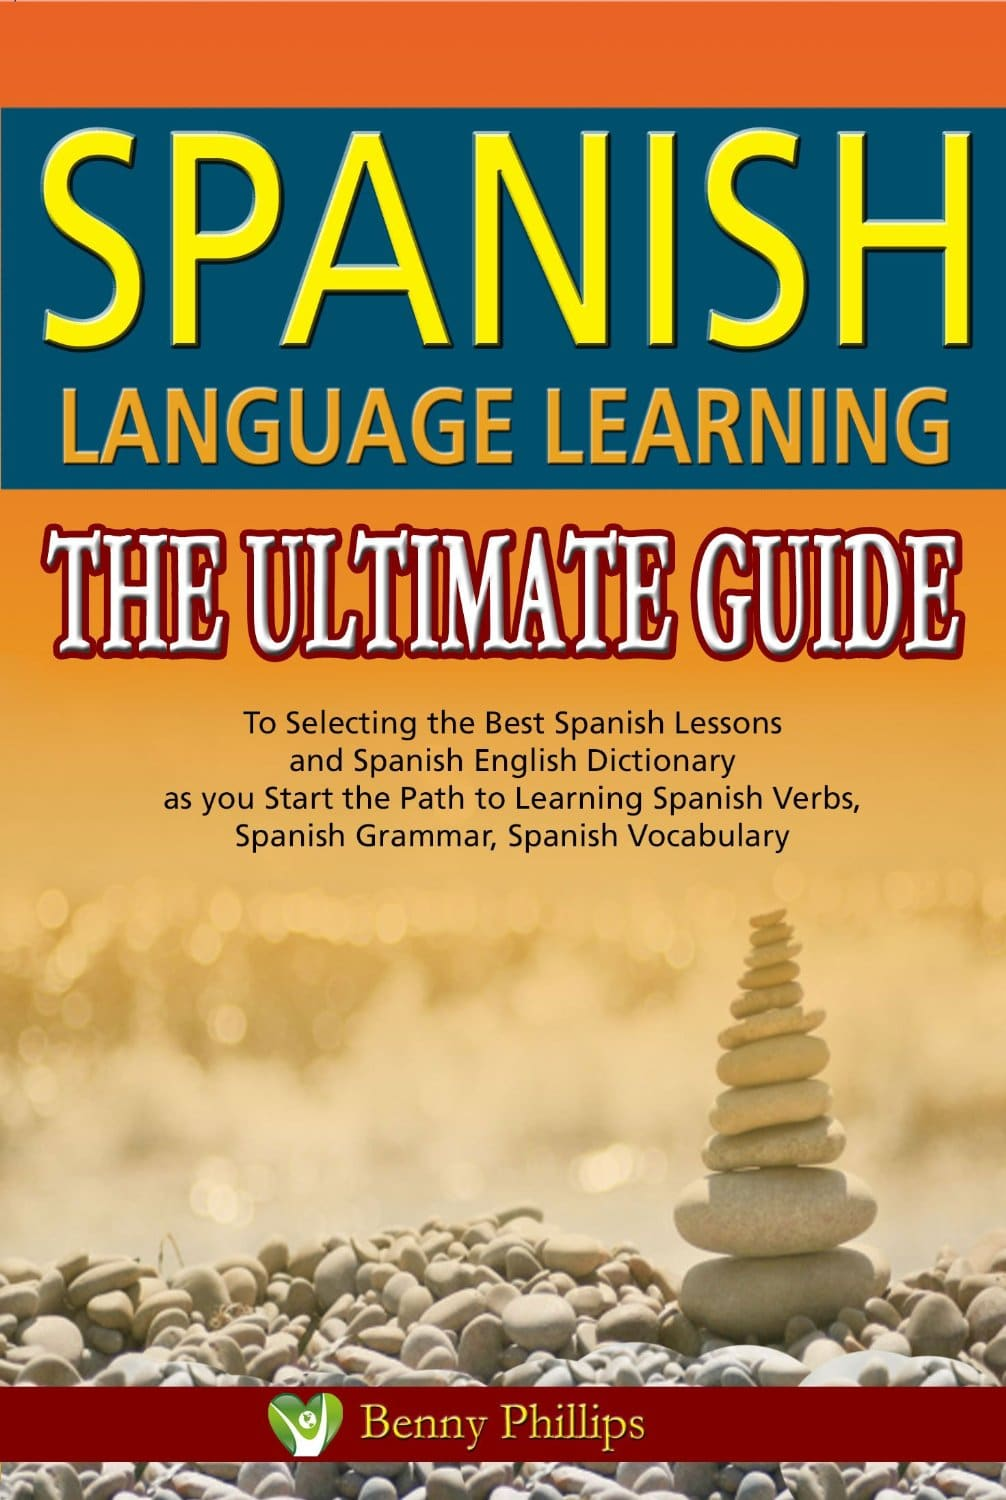 SPANISH
LANGUAGE LEARNING
THE ULTIMATE GUIDE
To Selecting the Best Spanish Lessons
and Spanish English Dictionary
as you Start the Path to Learning Spanish Verbs,
Spanish Grammar, Spanish Vocabulary
Benny Phillips